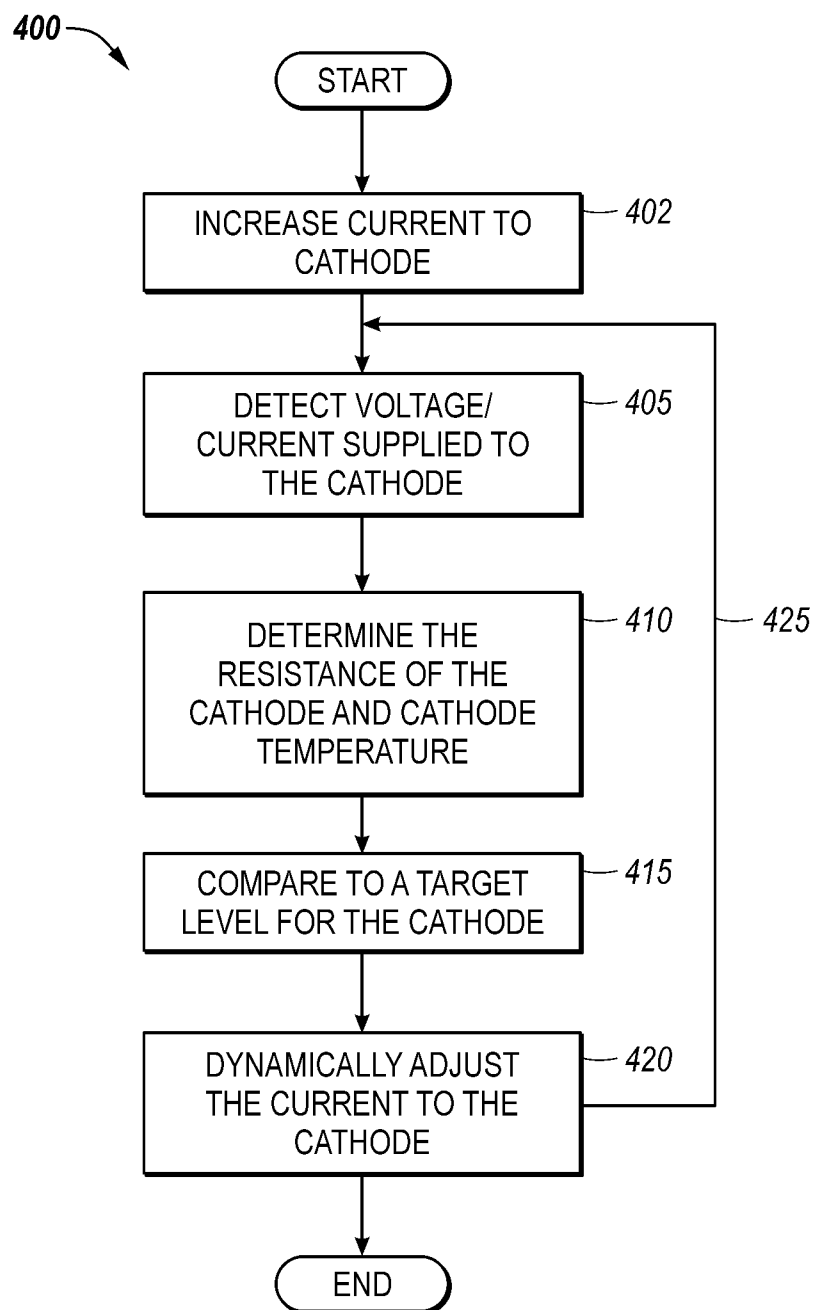 400
START
INCREASE CURRENT TO
CATHODE
402
DETECT VOLTAGE/
CURRENT SUPPLIED TO
THE CATHODE
405
DETERMINE THE
RESISTANCE OF THE
CATHODE AND CATHODE
TEMPERATURE
410
425
COMPARE TO A TARGET
LEVEL FOR THE CATHODE
415
DYNAMICALLY ADJUST
THE CURRENT TO THE
CATHODE
420
END